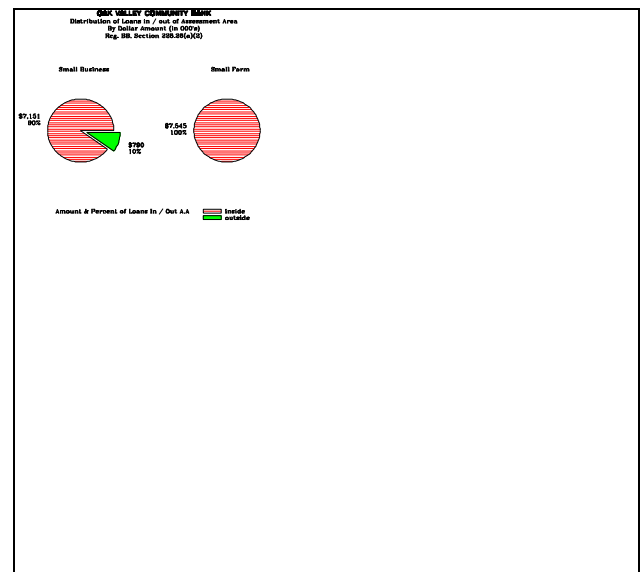 OAK VALLEY COMMUNITY BANK
Distribution of Loans In / out of Assessment Area
By Dollar Amount (in 000's)
Reg. BB. Section 228.26(a)(2)
Small Business
Small Farm
$7,151
90%
$790
10%
$7,645
100%
Amount & Percent of Loans In / Out A.A
inside
outside